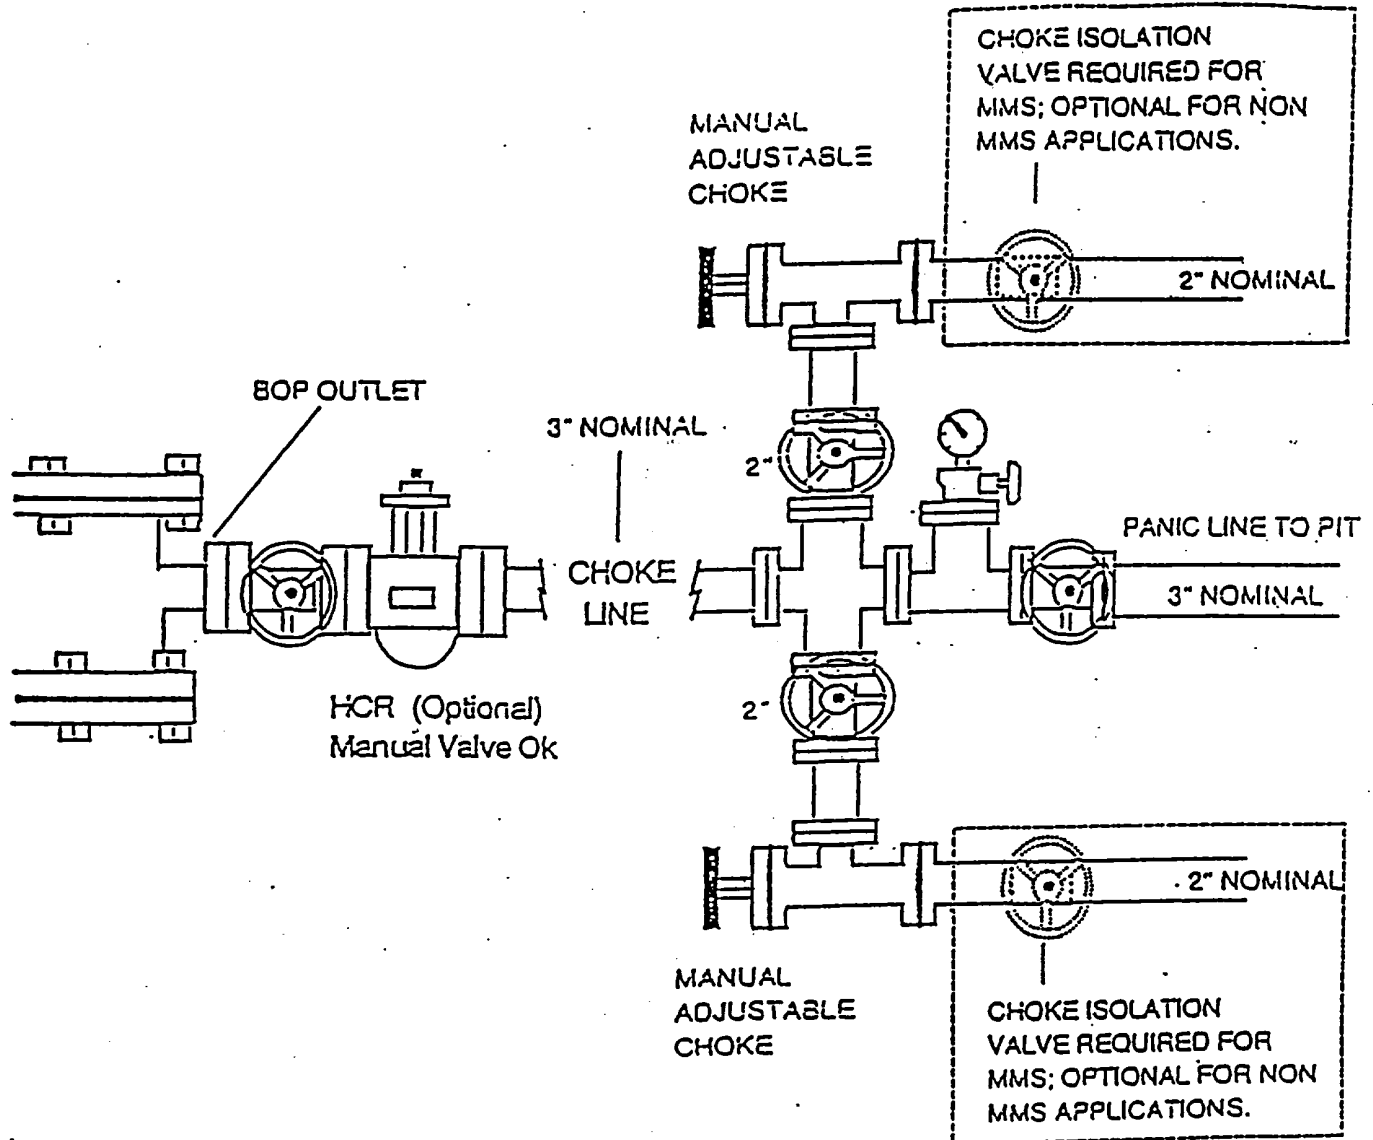 CHOKE ISOLATION
VALVE REQUIRED FOR
MMS; OPTIONAL FOR NON
MMS APPLICATIONS.
MANUAL
ADJUSTABLE
CHOKE
2" NOMINAL
BOP OUTLET
3" NOMINAL
2"
PANIC LINE TO PIT
CHOKE
LINE
3" NOMINAL
HCR (Optional)
Manual Valve Ok
2"
2" NOMINAL
MANUAL
ADJUSTABLE
CHOKE
CHOKE ISOLATION
VALVE REQUIRED FOR
MMS; OPTIONAL FOR NON
MMS APPLICATIONS.